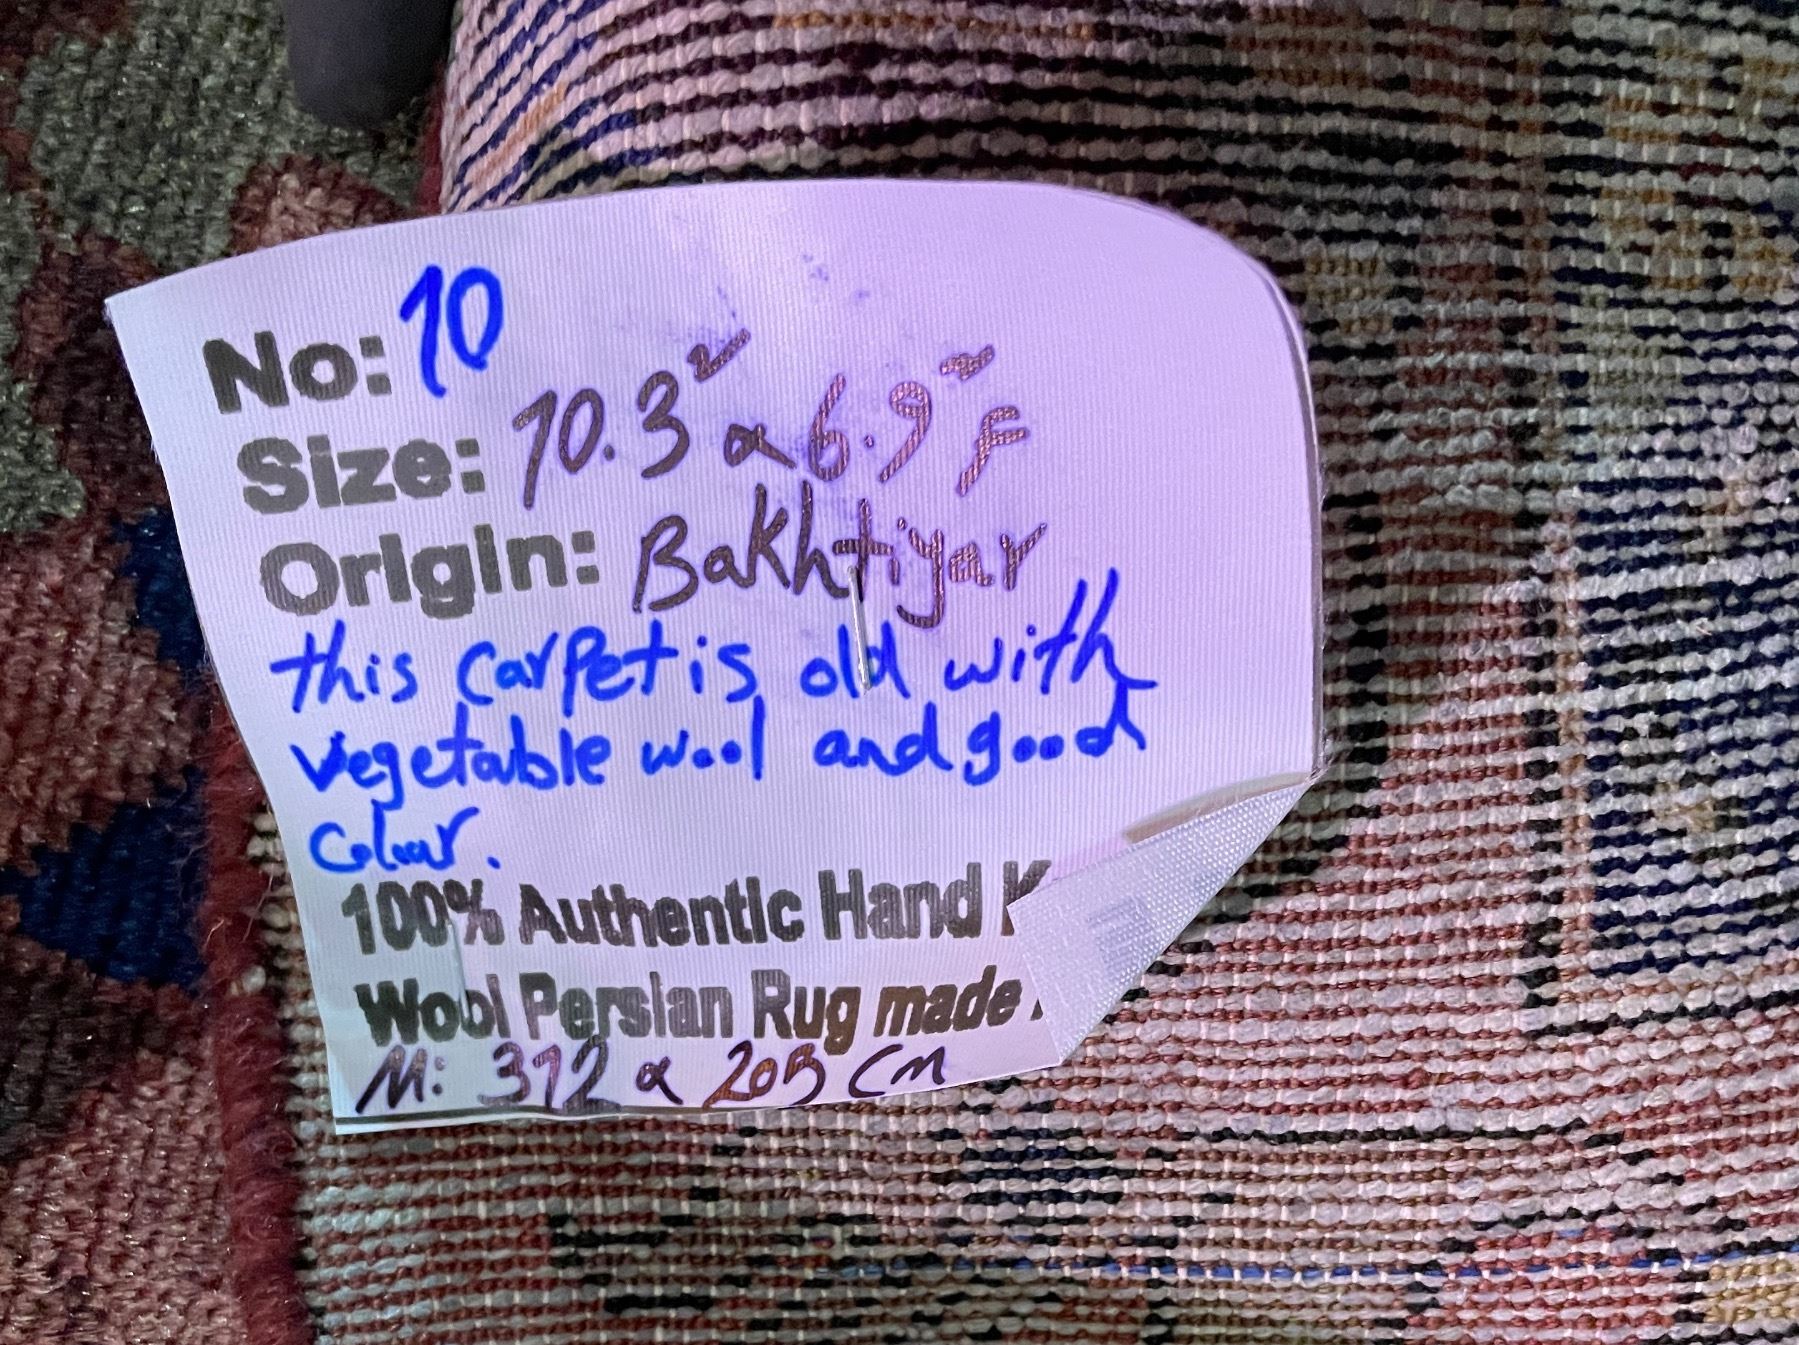 No: 10
Size: 10.3" x 6.9" F
Origin: Bakhtiyar
this carpet is old with
vegetable wool and good
Colour.
100% Authentic Hand K
Wool Persian Rug made
M: 312 x 205 Cm